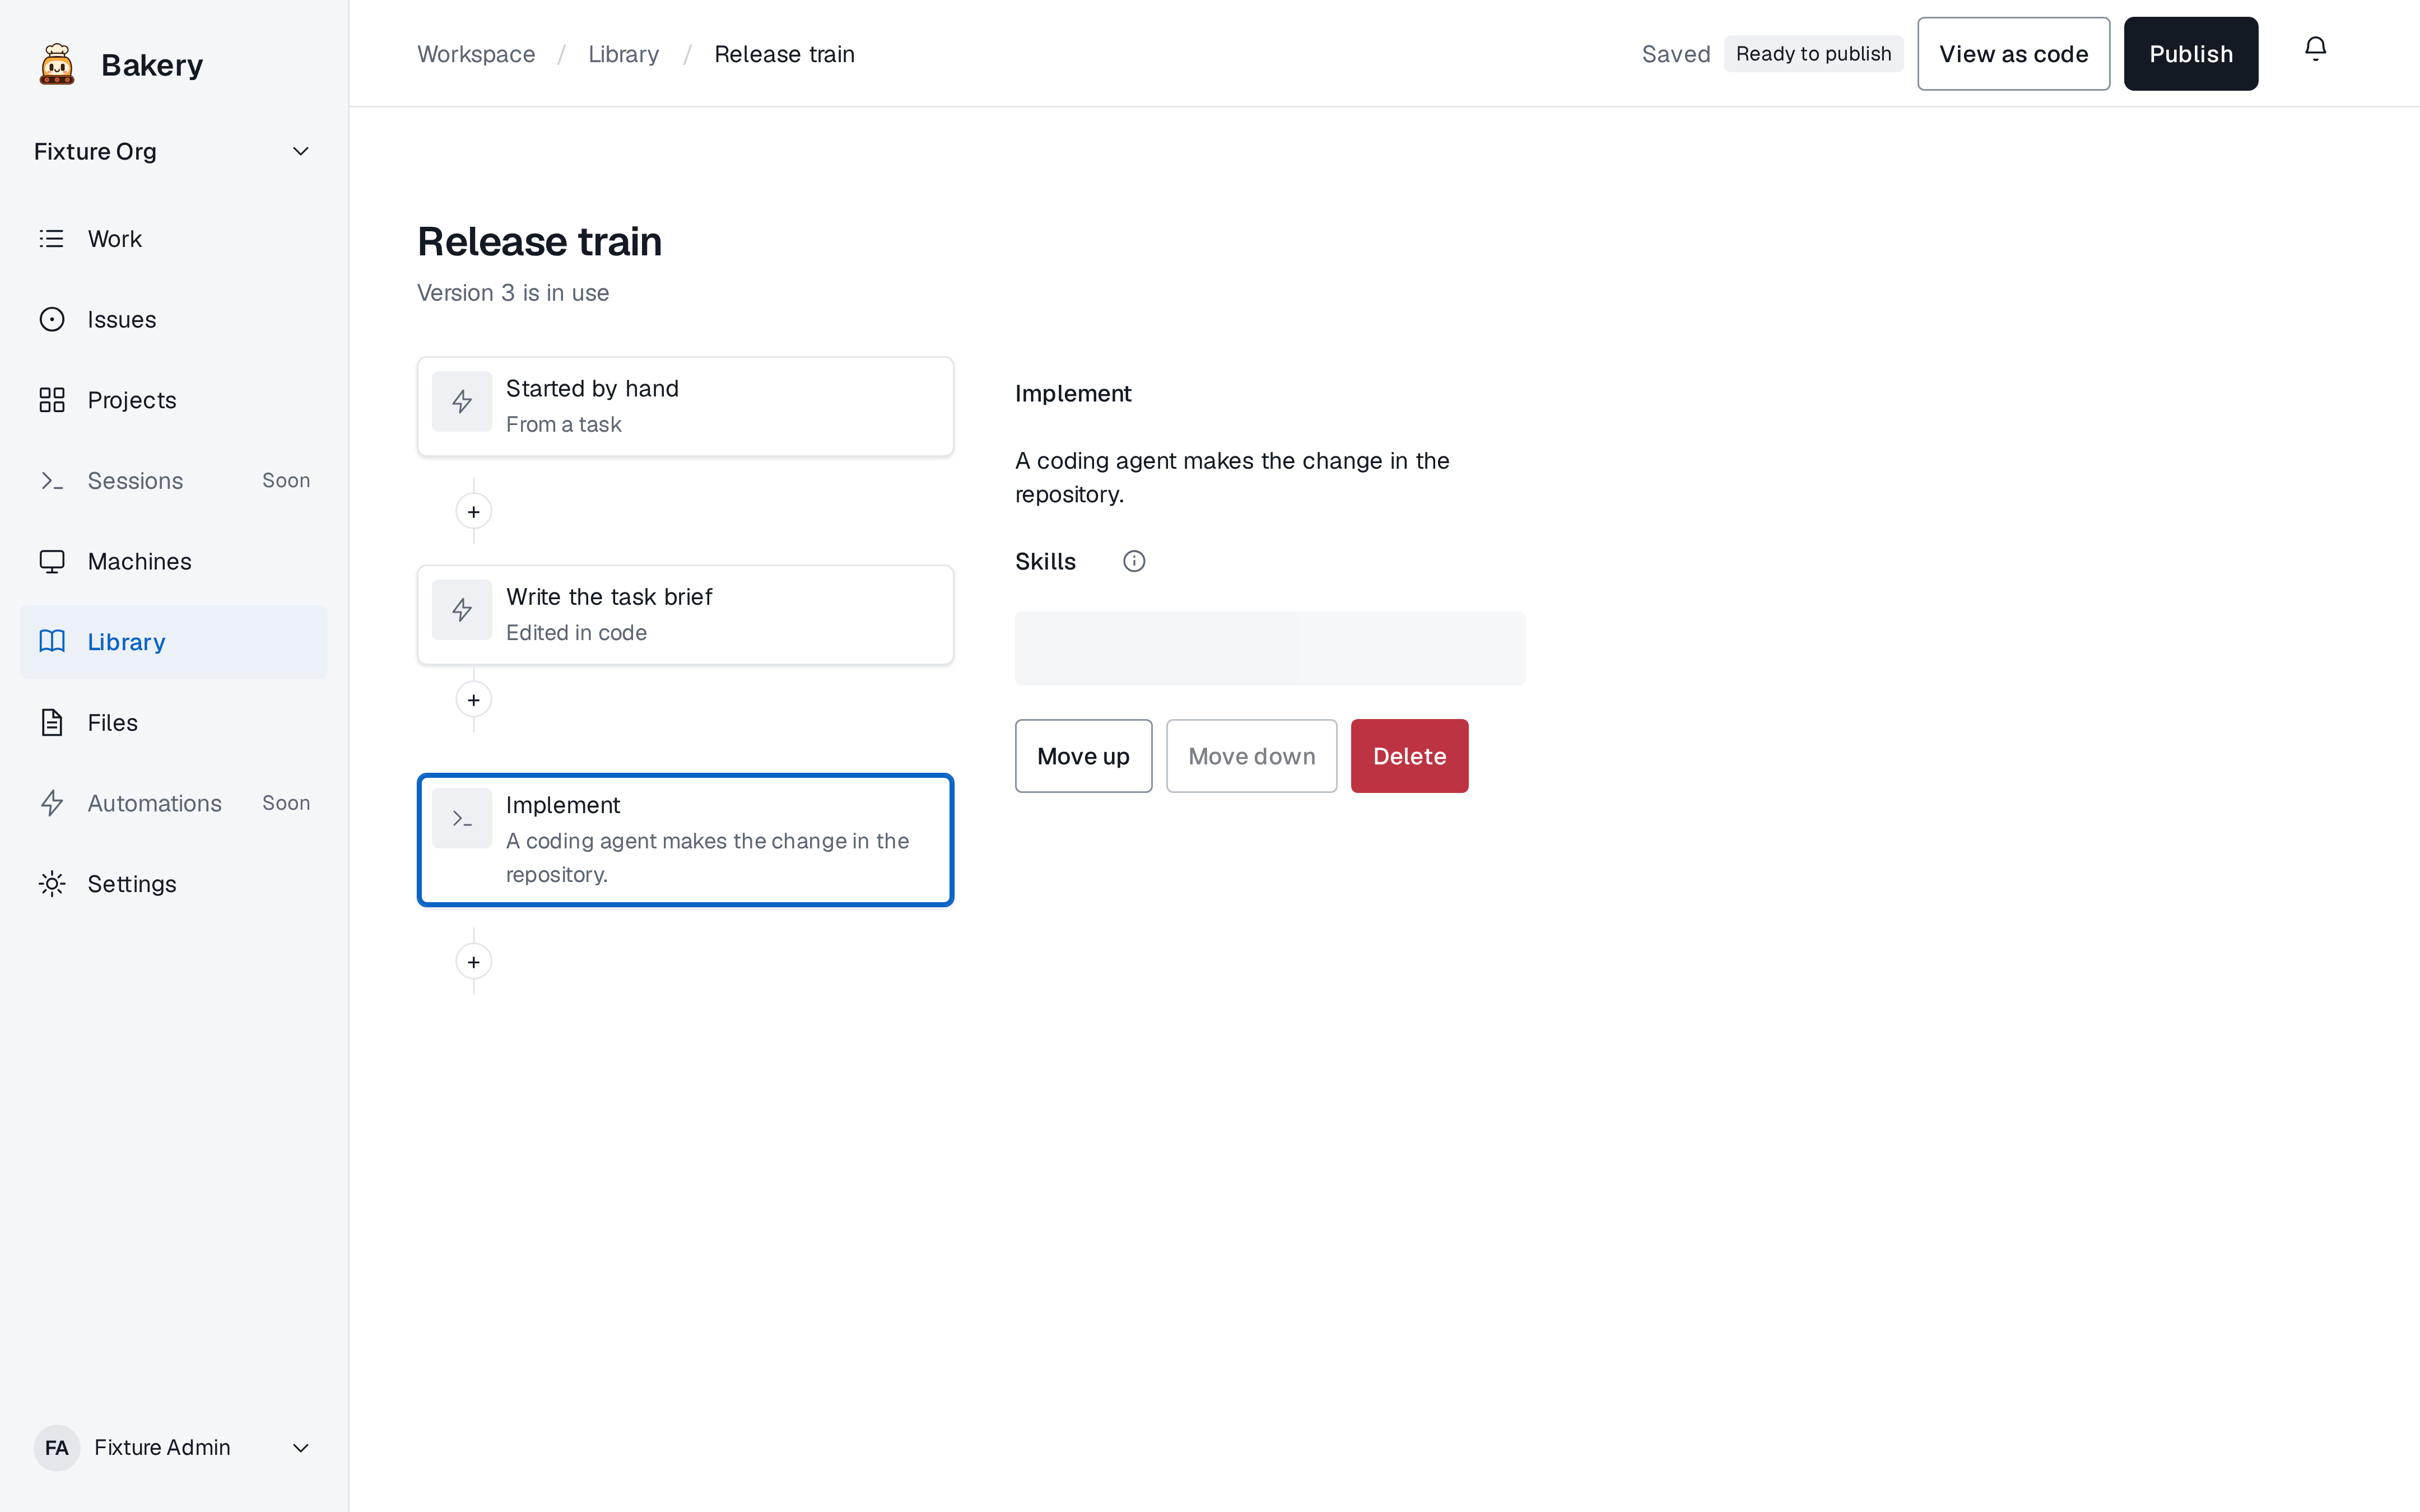 Bakery
Fixture Org
Work
Issues
Projects
Sessions Soon
Machines
Library
Files
Automations Soon
Settings
FA Fixture Admin
Workspace / Library / Release train
Saved Ready to publish View as code Publish
Release train
Version 3 is in use
Started by hand
From a task
+
Write the task brief
Edited in code
+
Implement
A coding agent makes the change in the
repository.
+
Implement
A coding agent makes the change in the
repository.
Skills
Move up Move down Delete